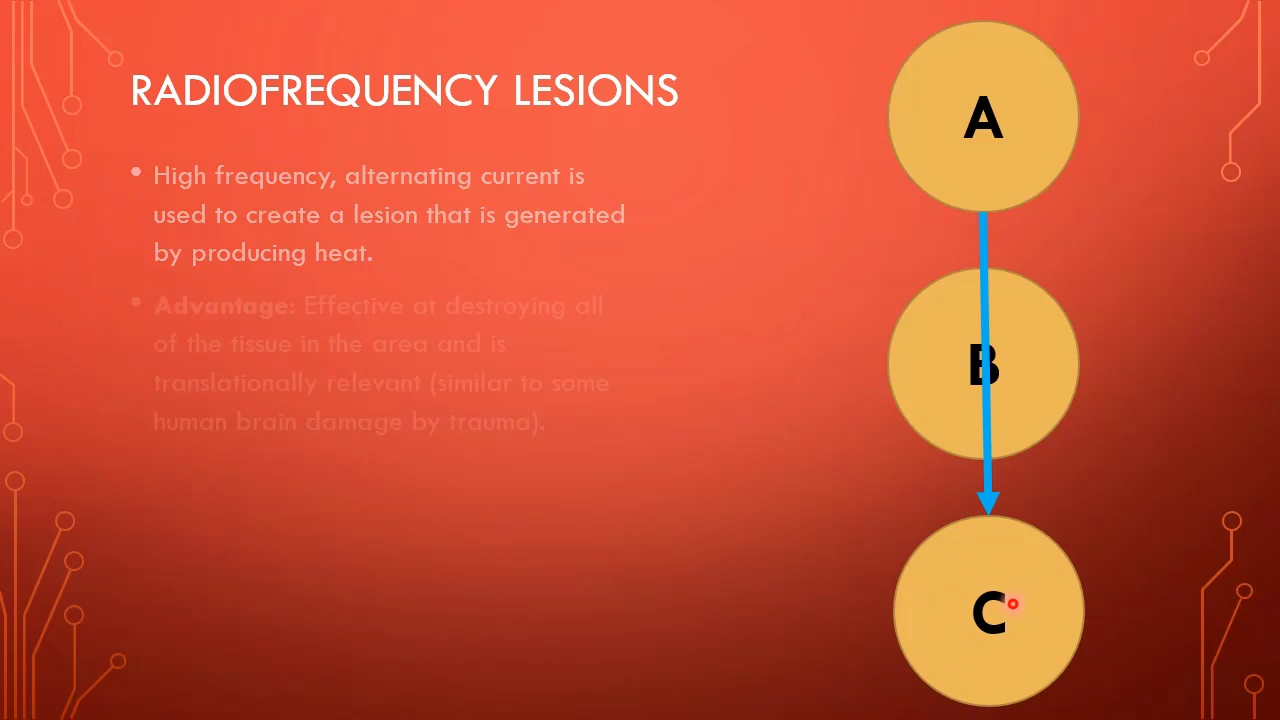 RADIOFREQUENCY LESIONS
• High frequency, alternating current is
used to create a lesion that is generated
by producing heat.
• Advantage: Effective at destroying all
of the tissue in the area and is
translationally relevant (similar to some
human brain damage by trauma).
A
B
C